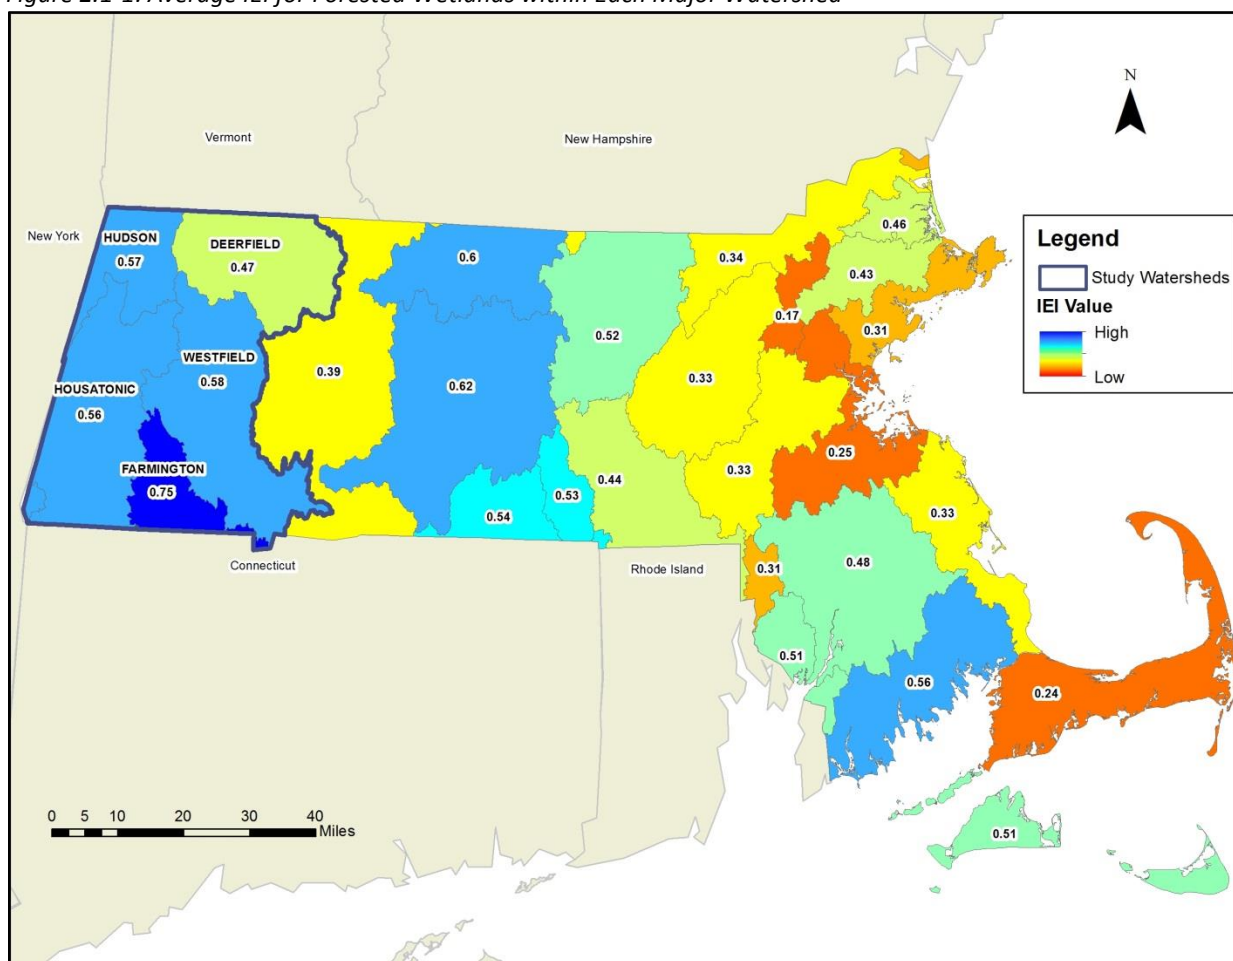 Figure 2.1-1. Average IEI for Forested Wetlands within Each Major Watershed
N
Vermont
New Hampshire
New York
HUDSON
0.57
DEERFIELD
0.47
0.6
0.34
0.46
0.43
0.17
0.31
0.52
WESTFIELD
0.58
0.39
0.62
0.33
HOUSATONIC
0.56
FARMINGTON
0.75
0.54
0.53
0.44
0.33
0.25
0.33
Connecticut
Rhode Island
0.31
0.48
0.51
0.56
0.24
0.51
Legend
Study Watersheds
IEI Value
High
Low
0 5 10 20 30 40
Miles